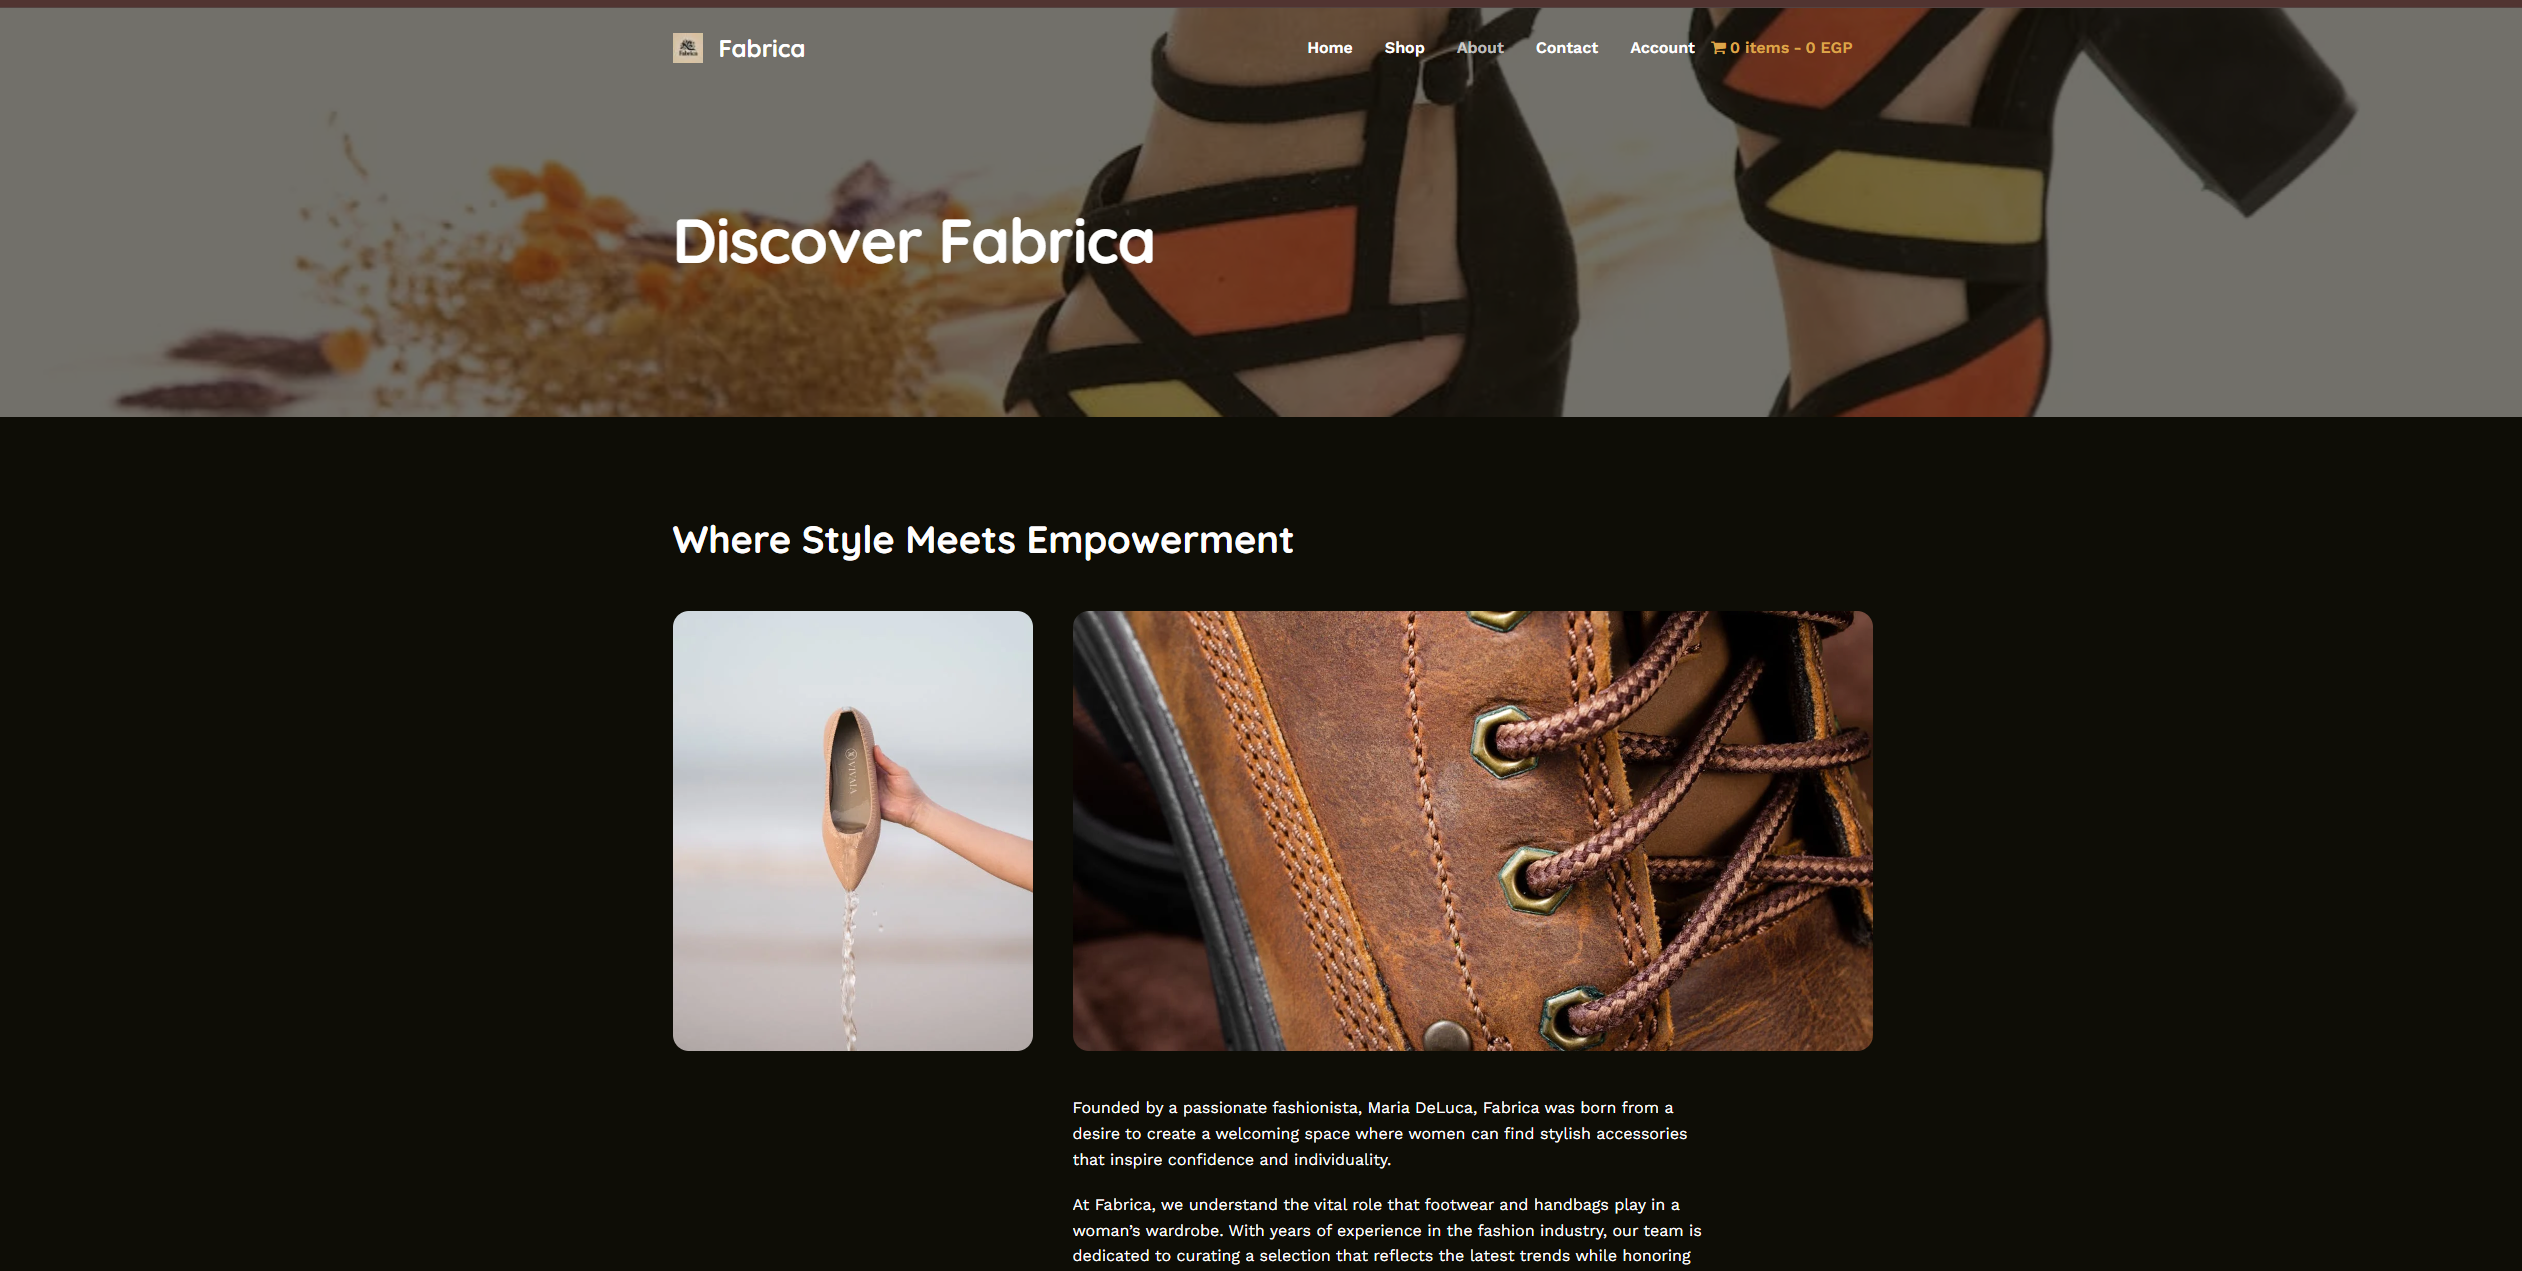 Fabrica
Fabrica
Home Shop About Contact Account 0 items - 0 EGP
Discover Fabrica
Where Style Meets Empowerment
VIVAIA
Founded by a passionate fashionista, Maria DeLuca, Fabrica was born from a
desire to create a welcoming space where women can find stylish accessories
that inspire confidence and individuality.
At Fabrica, we understand the vital role that footwear and handbags play in a
woman’s wardrobe. With years of experience in the fashion industry, our team is
dedicated to curating a selection that reflects the latest trends while honoring